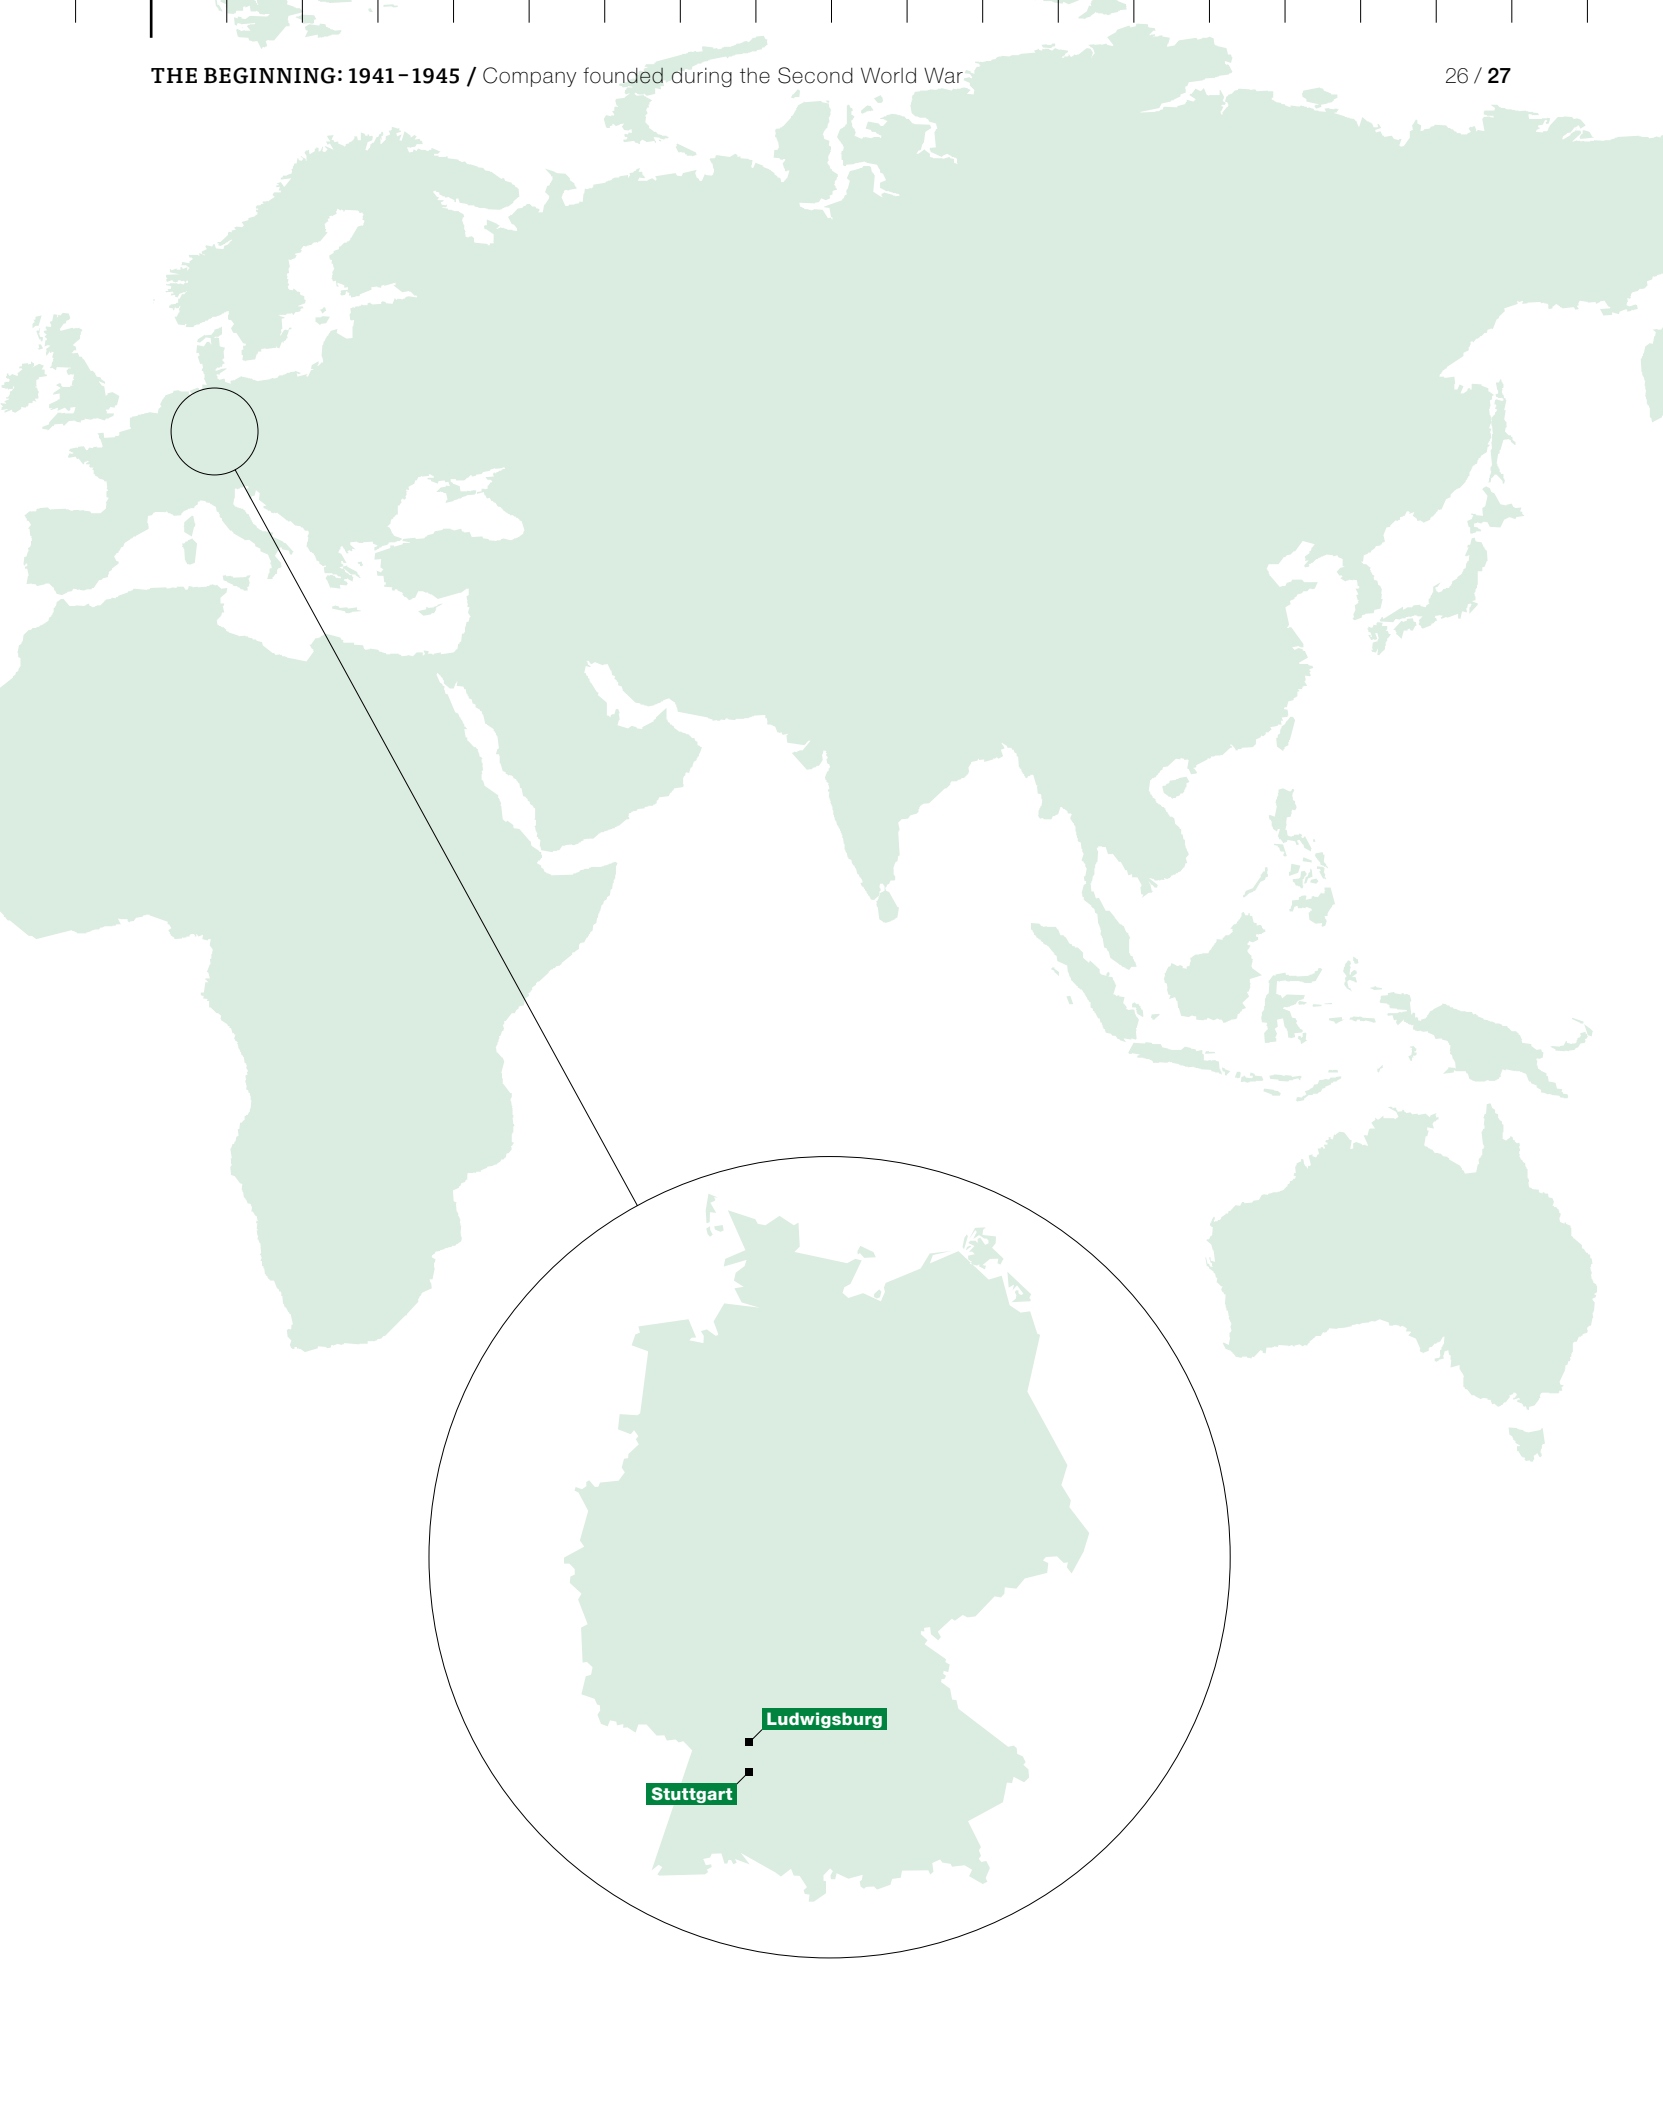 THE BEGINNING: 1941–1945 / Company founded during the Second World War 26 / 27
Ludwigsburg
Stuttgart